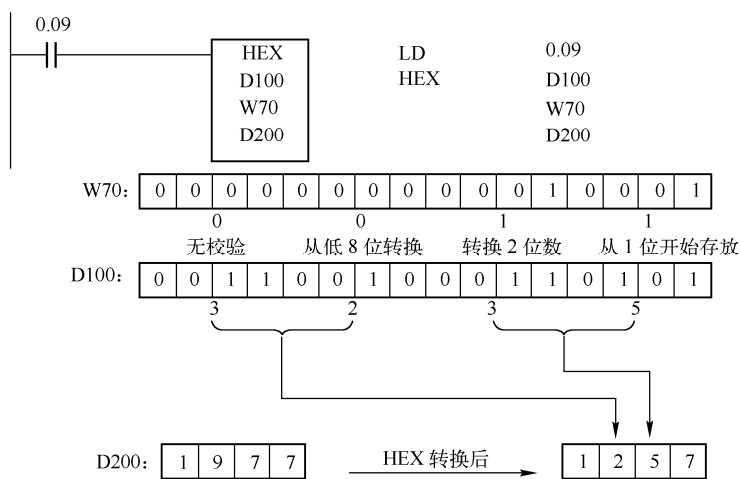 0.09
HEX
D100
W70
D200
LD 0.09
HEX D100
W70
D200
W70: 0 0 0 0 0 0 0 0 0 0 0 1 0 0 0 1
0 0 1 1
无校验 从低 8 位转换 转换 2 位数 从 1 位开始存放
D100: 0 0 1 1 0 0 1 0 0 0 1 1 0 1 0 1
3 2 3 5
D200: 1 9 7 7 HEX 转换后 1 2 5 7